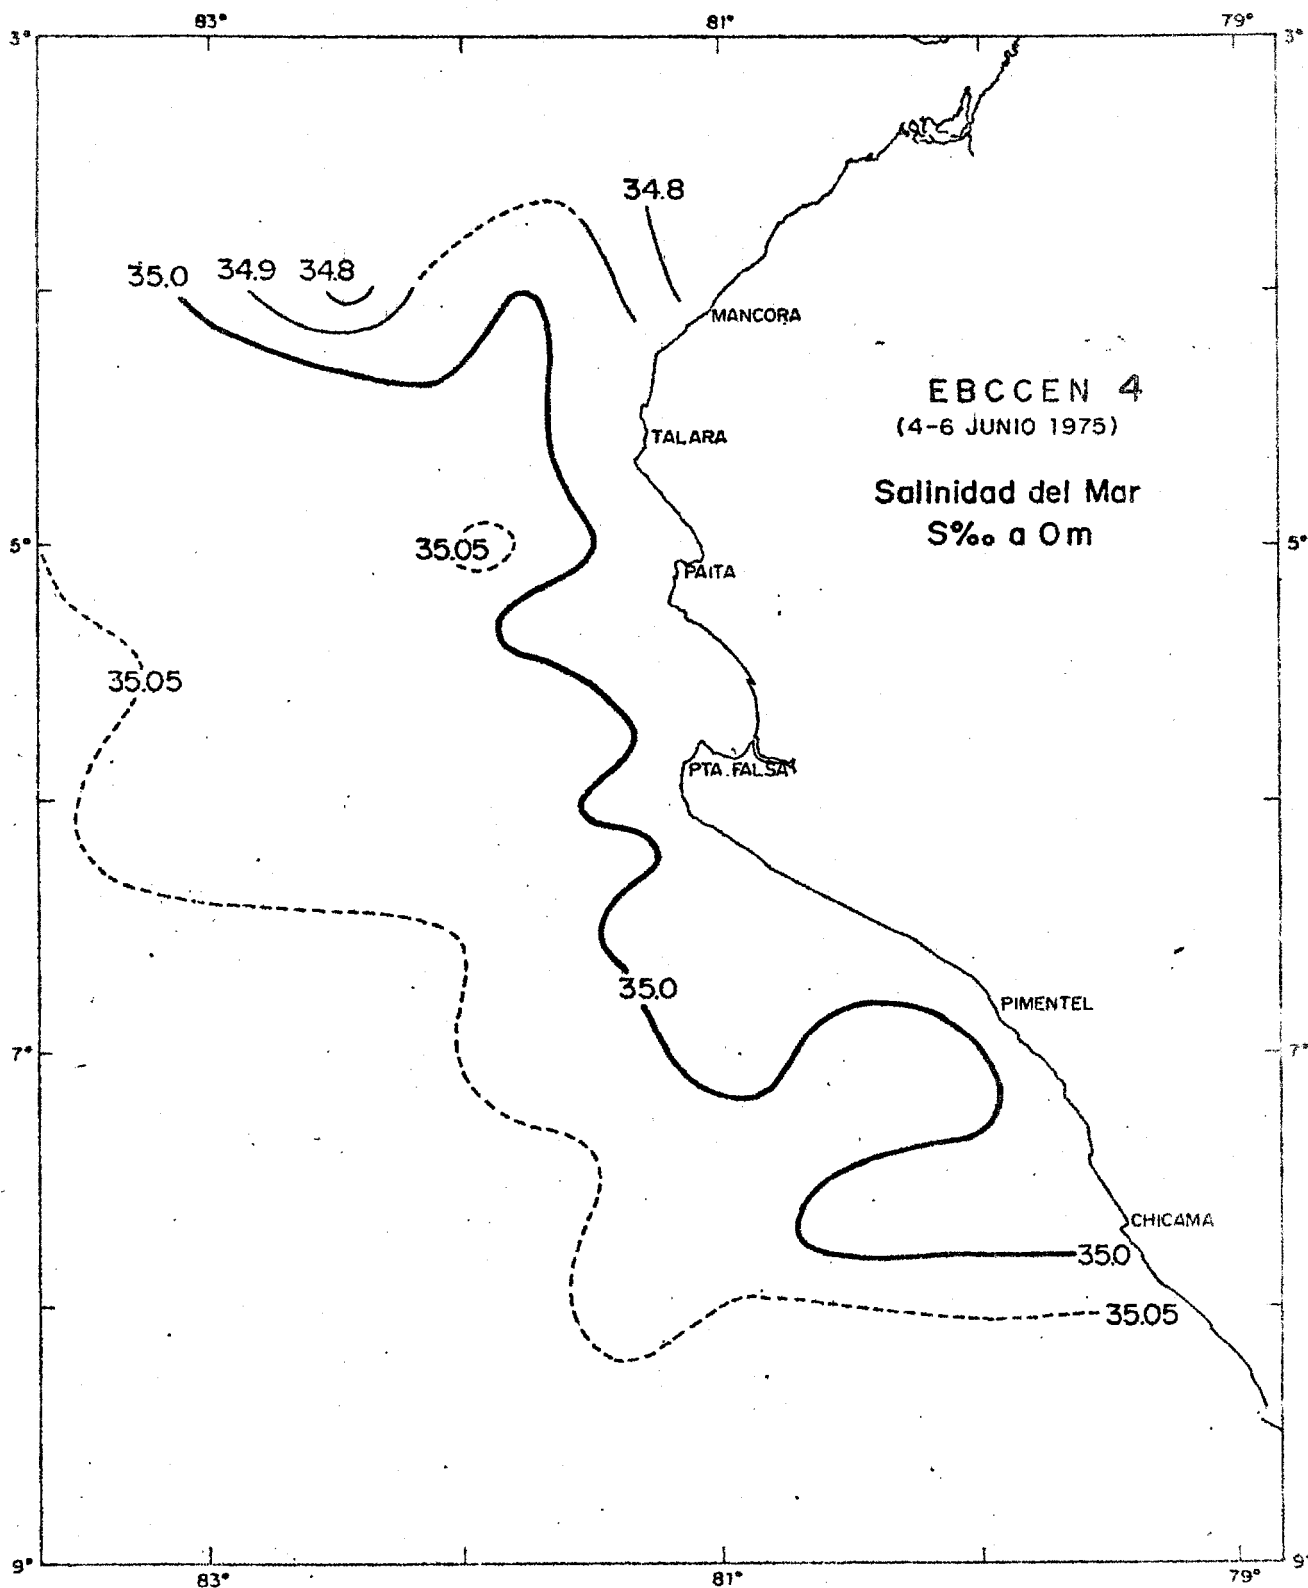 83° 81° 79°
3° 3°
34.8
35.0 34.9 34.8
MANCORA
EBCCEN 4
(4-6 JUNIO 1975)
TALARA
Salinidad del Mar
S‰ a 0m
5° 35.05 5°
PAITA
35.05
PTA. FALSA
35.0
PIMENTEL
7° 7°
CHICAMA
35.0
35.05
9° 9°
83° 81° 79°